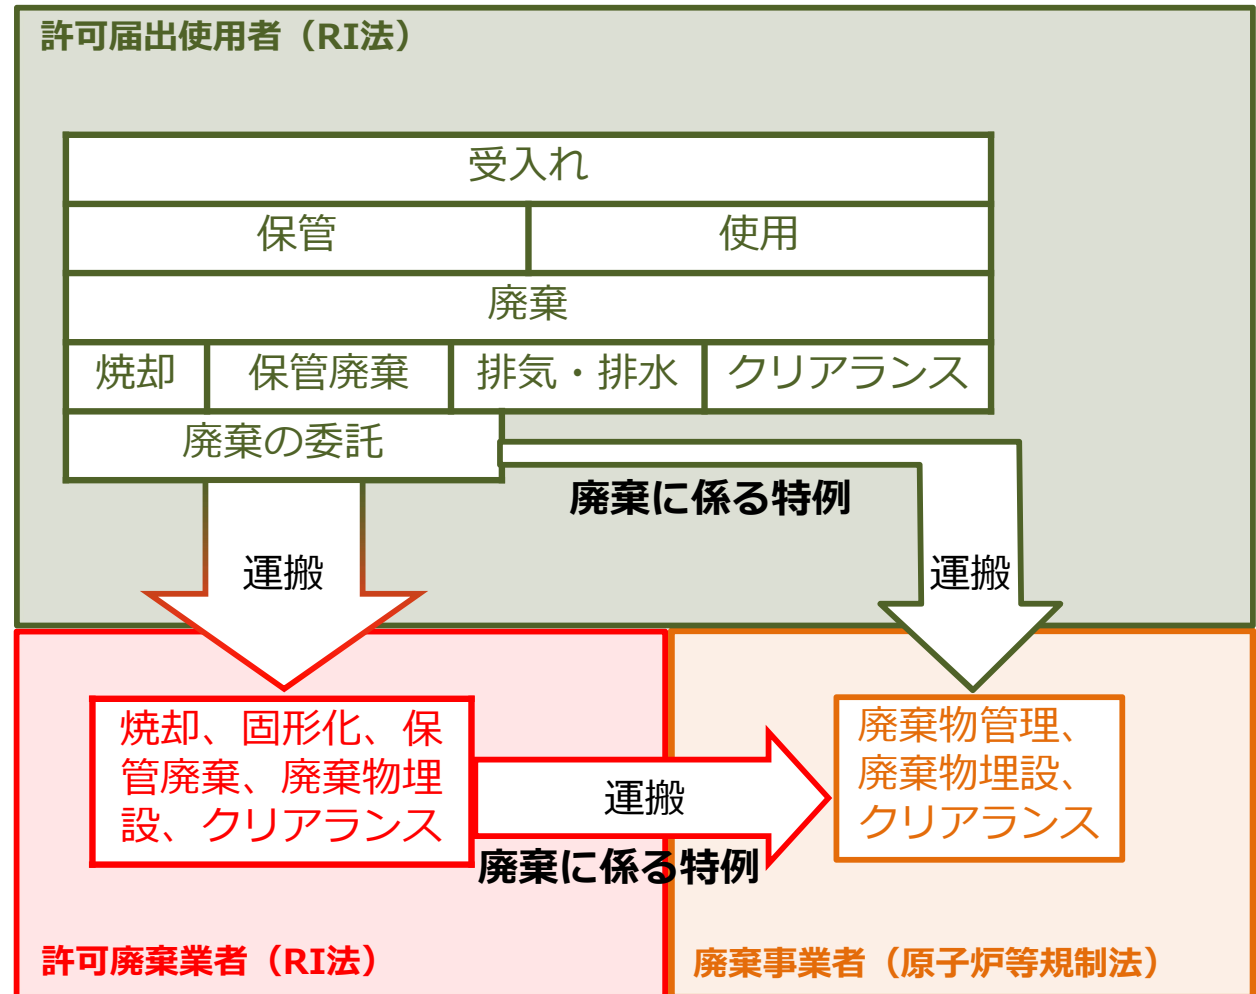 許可届出使用者（RI法）
受入れ
保管
使用
廃棄
焼却
保管廃棄
排気・排水
クリアランス
廃棄の委託
廃棄に係る特例
運搬
運搬
焼却、固形化、保
管廃棄、廃棄物埋
設、クリアランス
運搬
廃棄に係る特例
廃棄物管理、
廃棄物埋設、
クリアランス
許可廃棄業者（RI法）
廃棄事業者（原子炉等規制法）